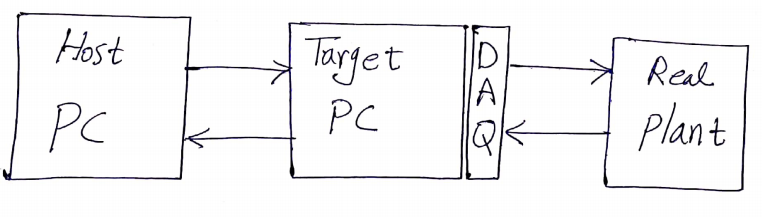 Host
PC
Target
PC
D
A
Q
Real
Plant